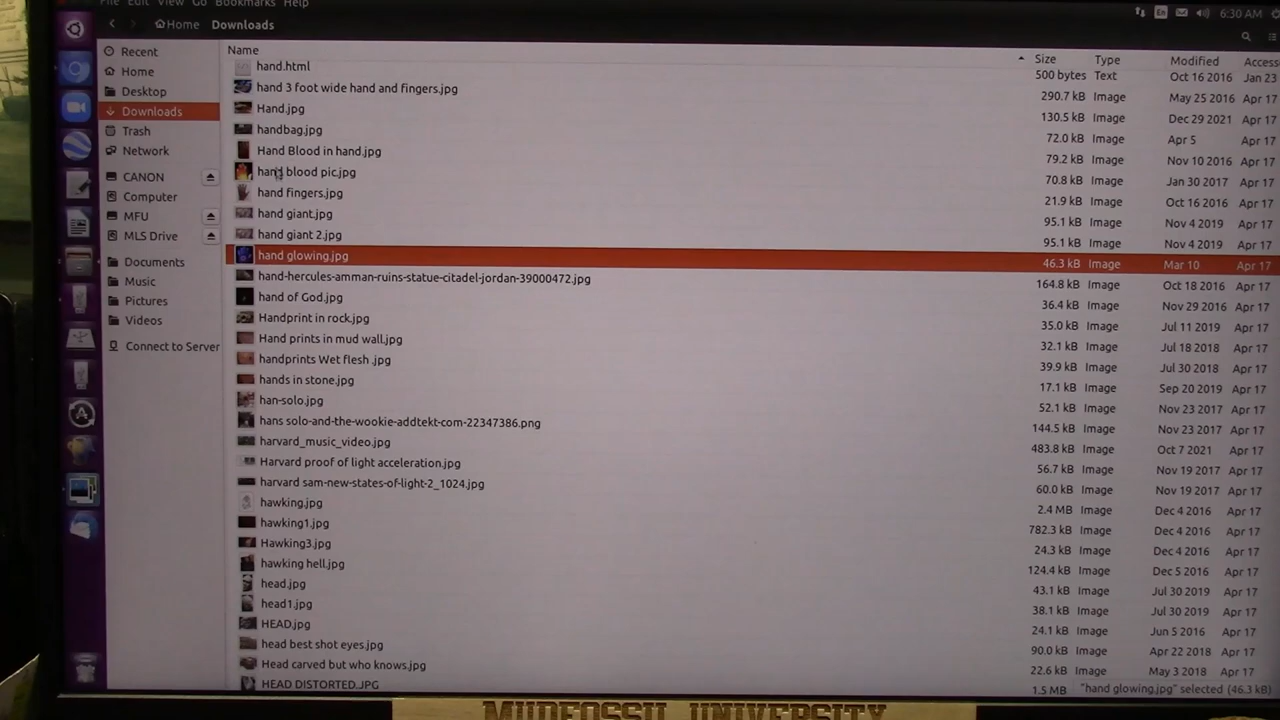 File Edit View Go Bookmarks Help
En 6:30 AM
Home Downloads
Recent
Home
Desktop
Downloads
Trash
Network
CANON
Computer
MFU
MLS Drive
Documents
Music
Pictures
Videos
Connect to Server
Name Size Type Modified Access
hand.html 500 bytes Text Oct 16 2016 Jan 23
hand 3 foot wide hand and fingers.jpg 290.7 kB Image May 25 2016 Apr 17
Hand.jpg 130.5 kB Image Dec 29 2021 Apr 17
handbag.jpg 72.0 kB Image Apr 5 Apr 17
Hand Blood in hand.jpg 79.2 kB Image Nov 10 2016 Apr 17
hand blood pic.jpg 70.8 kB Image Jan 30 2017 Apr 17
hand fingers.jpg 21.9 kB Image Oct 16 2016 Apr 17
hand giant.jpg 95.1 kB Image Nov 4 2019 Apr 17
hand giant 2.jpg 95.1 kB Image Nov 4 2019 Apr 17
hand glowing.jpg 46.3 kB Image Mar 10 Apr 17
hand-hercules-amman-ruins-statue-citadel-jordan-39000472.jpg 164.8 kB Image Oct 18 2016 Apr 17
hand of God.jpg 36.4 kB Image Nov 29 2016 Apr 17
Handprint in rock.jpg 35.0 kB Image Jul 11 2019 Apr 17
Hand prints in mud wall.jpg 32.1 kB Image Jul 18 2018 Apr 17
handprints Wet flesh .jpg 39.9 kB Image Jul 30 2018 Apr 17
hands in stone.jpg 17.1 kB Image Sep 20 2019 Apr 17
han-solo.jpg 52.1 kB Image Nov 23 2017 Apr 17
hans solo-and-the-wookie-addtekt-com-22347386.png 144.5 kB Image Nov 23 2017 Apr 17
harvard_music_video.jpg 483.8 kB Image Oct 7 2021 Apr 17
Harvard proof of light acceleration.jpg 56.7 kB Image Nov 19 2017 Apr 17
harvard sam-new-states-of-light-2_1024.jpg 60.0 kB Image Nov 19 2017 Apr 17
hawking.jpg 2.4 MB Image Dec 4 2016 Apr 17
hawking1.jpg 782.3 kB Image Dec 4 2016 Apr 17
Hawking3.jpg 24.3 kB Image Dec 4 2016 Apr 17
hawking hell.jpg 124.4 kB Image Dec 5 2016 Apr 17
head.jpg 43.1 kB Image Jul 30 2019 Apr 17
head1.jpg 38.1 kB Image Jul 30 2019 Apr 17
HEAD.jpg 24.1 kB Image Jun 5 2016 Apr 17
head best shot eyes.jpg 90.0 kB Image Apr 22 2018 Apr 17
Head carved but who knows.jpg 22.6 kB Image May 3 2018 Apr 17
HEAD DISTORTED.JPG 1.5 MB
"hand glowing.jpg" selected (46.3 kB)
MUDFOSSIL UNIVERSITY